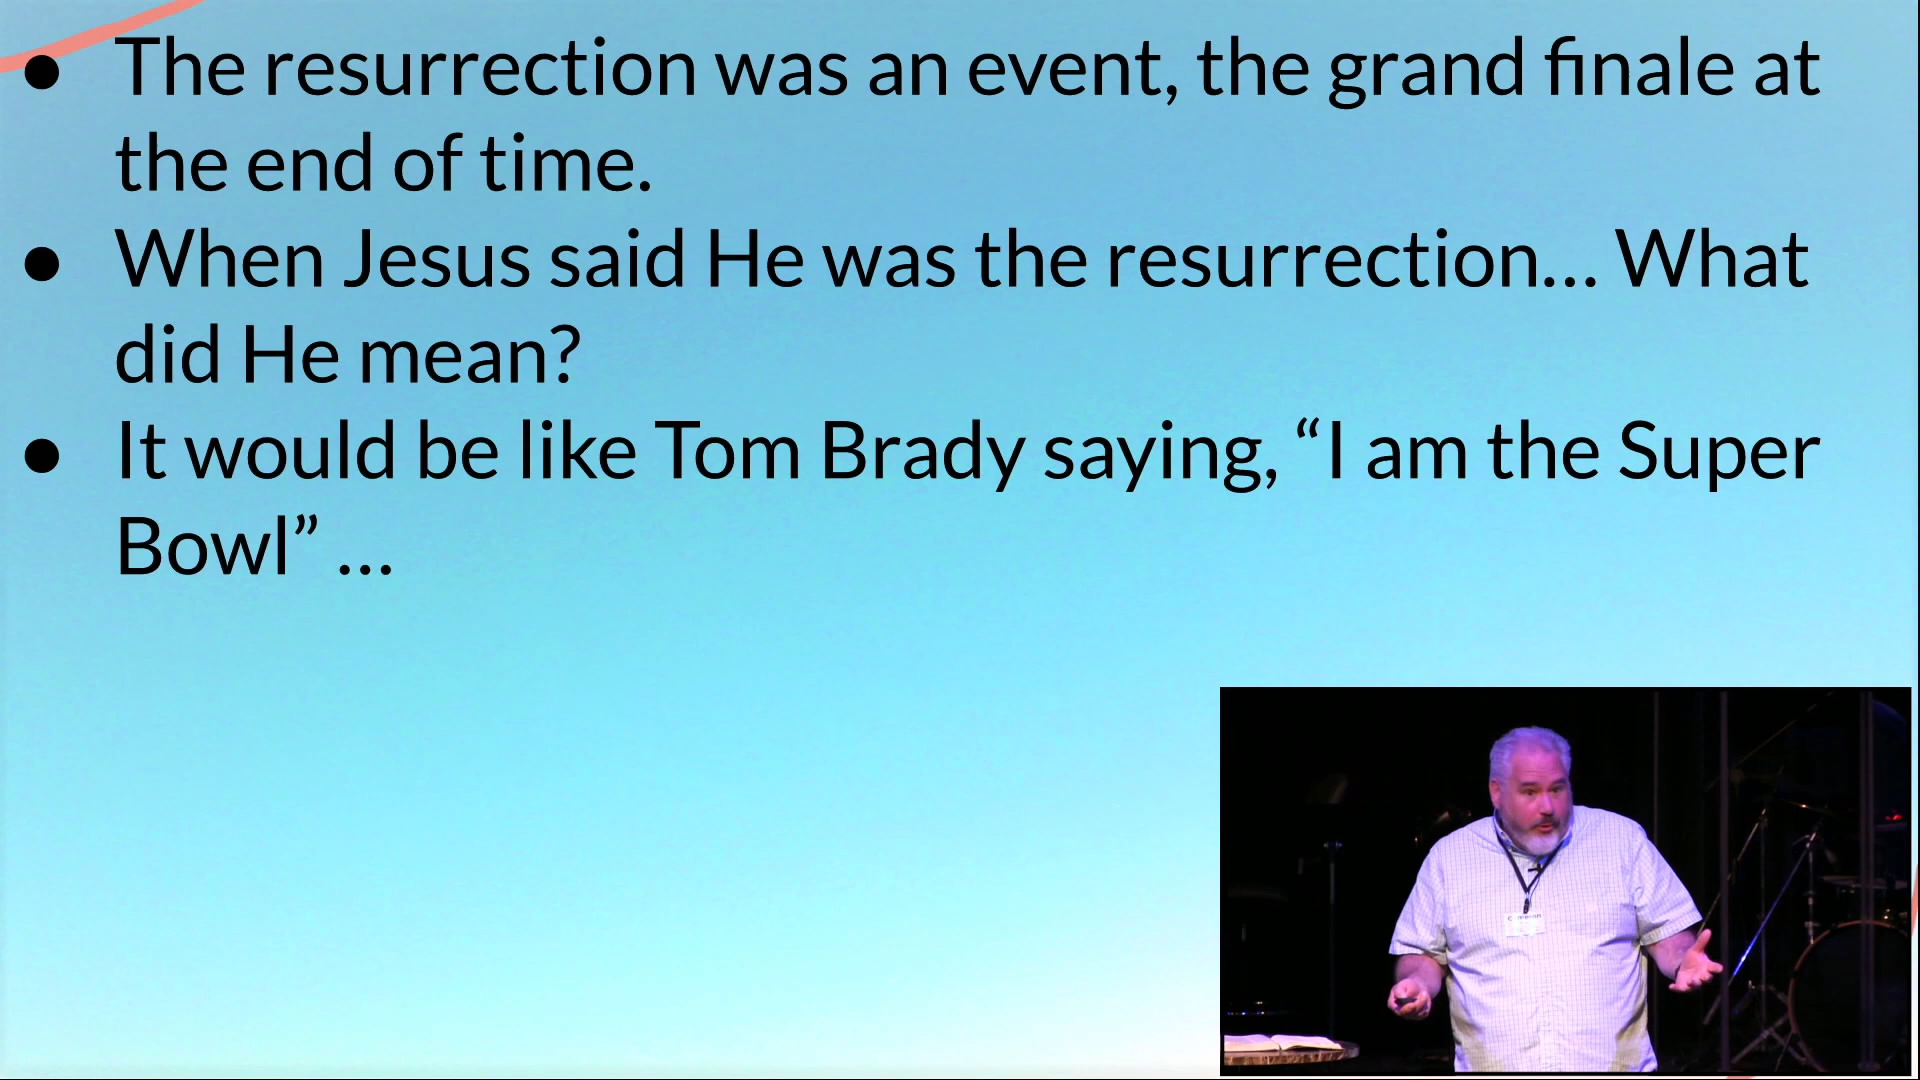 ● The resurrection was an event, the grand finale at
the end of time.
● When Jesus said He was the resurrection… What
did He mean?
● It would be like Tom Brady saying, “I am the Super
Bowl” …